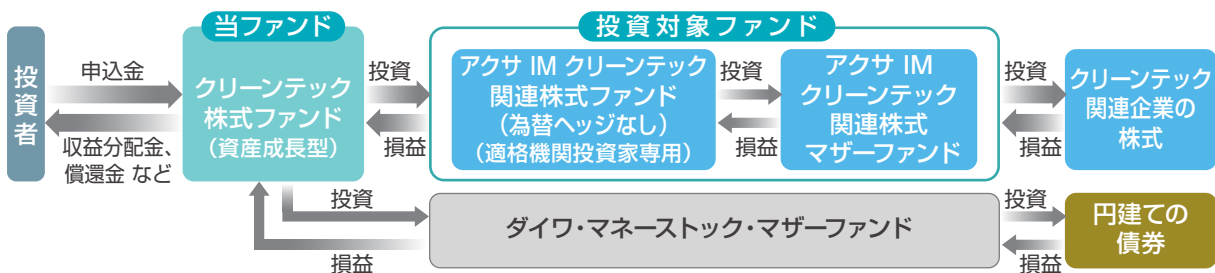 当ファンド
投資対象ファンド
投資者
申込金
収益分配金、
償還金 など
クリーンテック
株式ファンド
（資産成長型）
投資
損益
アクサ IM クリーンテック
関連株式ファンド
（為替ヘッジなし）
（適格機関投資家専用）
投資
損益
アクサ IM
クリーンテック
関連株式
マザーファンド
投資
損益
クリーンテック
関連企業の
株式
投資
損益
ダイワ・マネーストック・マザーファンド
投資
損益
円建ての
債券